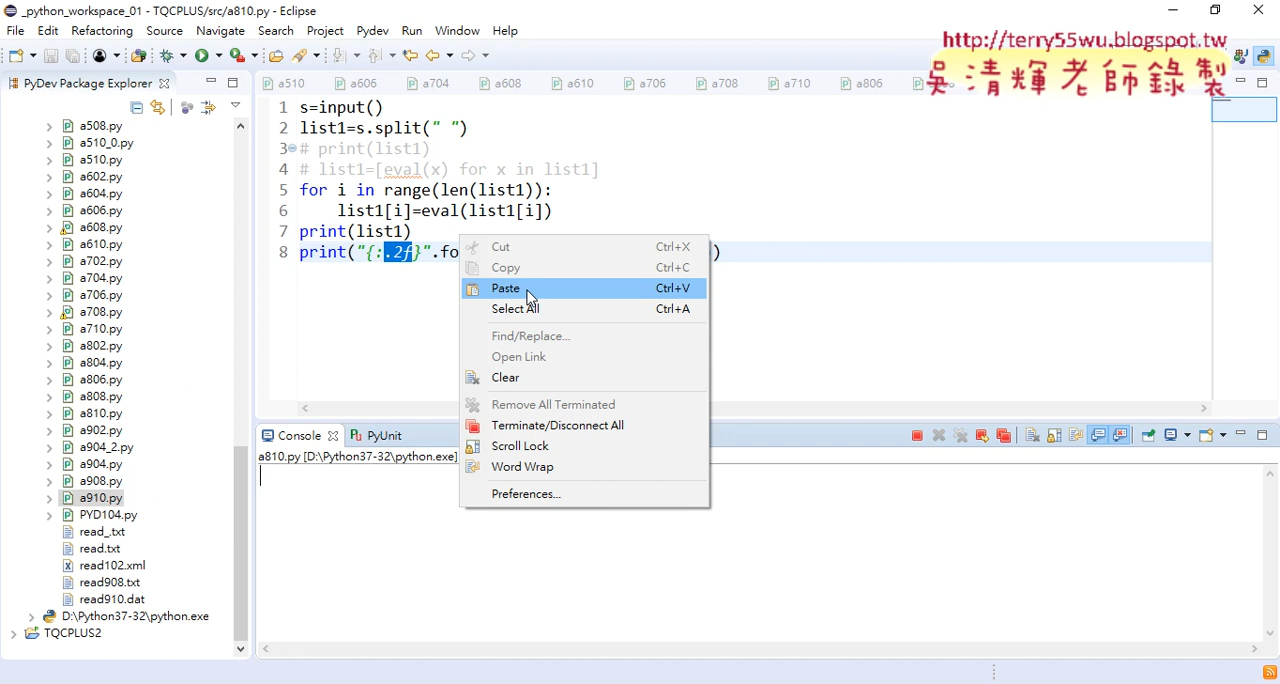 _python_workspace_01 - TQCPLUS/src/a810.py - Eclipse
File Edit Refactoring Source Navigate Search Project Pydev Run Window Help
http://terry55wu.blogspot.tw
吳清輝老師錄製
PyDev Package Explorer
a510 a606 a704 a608 a610 a706 a708 a710 a806
a508.py
a510_0.py
a510.py
a602.py
a604.py
a606.py
a608.py
a610.py
a702.py
a704.py
a706.py
a708.py
a710.py
a802.py
a804.py
a806.py
a808.py
a810.py
a902.py
a904_2.py
a904.py
a908.py
a910.py
PYD104.py
read_.txt
read.txt
read102.xml
read908.txt
read910.dat
D:\Python37-32\python.exe
TQCPLUS2
1 s=input()
2 list1=s.split(" ")
3 # print(list1)
4 # list1=[eval(x) for x in list1]
5 for i in range(len(list1)):
6 list1[i]=eval(list1[i])
7 print(list1)
8 print("{:.2f}".fo )
Cut Ctrl+X
Copy Ctrl+C
Paste Ctrl+V
Select All Ctrl+A
Find/Replace...
Open Link
Clear
Remove All Terminated
Terminate/Disconnect All
Scroll Lock
Word Wrap
Preferences...
Console PyUnit
a810.py [D:\Python37-32\python.exe]